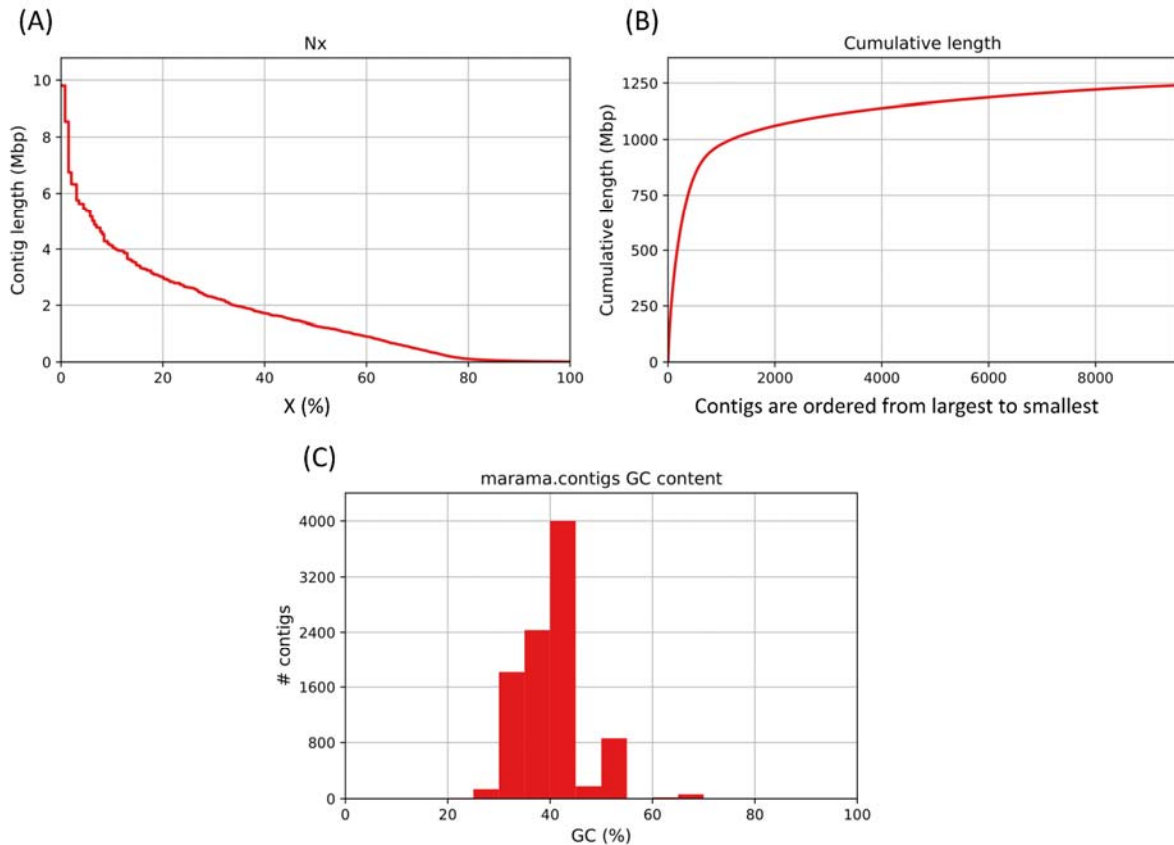 (A)
Nx
Contig length (Mbp)
10
8
6
4
2
0
0 20 40 60 80 100
X (%)
(B)
Cumulative length
Cumulative length (Mbp)
1250
1000
750
500
250
0
0 2000 4000 6000 8000
Contigs are ordered from largest to smallest
(C)
marama.contigs GC content
# contigs
4000
3200
2400
1600
800
0
0 20 40 60 80 100
GC (%)